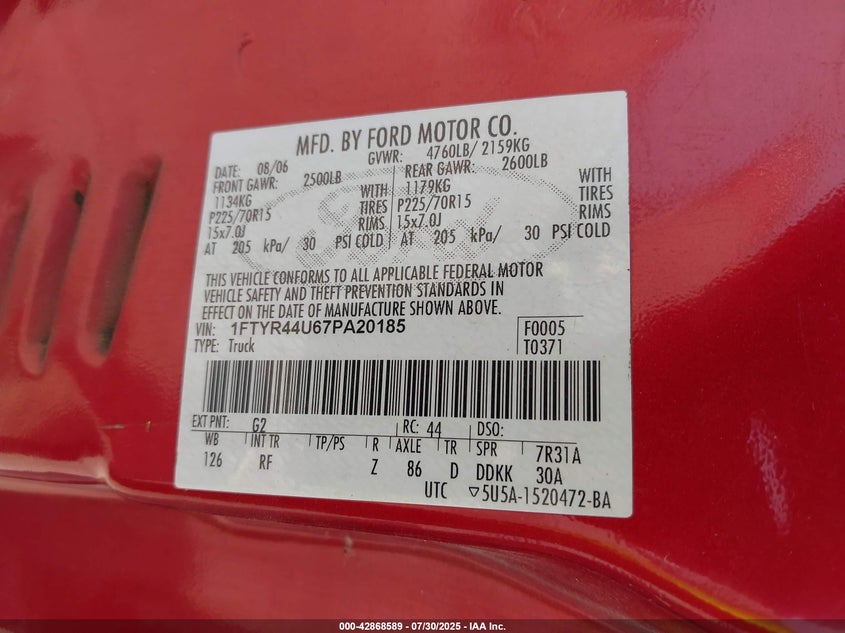 MFD. BY FORD MOTOR CO.
DATE: 08/06 GVWR: 4760LB/ 2159KG
FRONT GAWR: 2500LB REAR GAWR: 2600LB
1134KG WITH 1179KG WITH
P225/70R15 TIRES P225/70R15 TIRES
15x7.0J RIMS 15x7.0J RIMS
AT 205 kPa/ 30 PSI COLD AT 205 kPa/ 30 PSI COLD
THIS VEHICLE CONFORMS TO ALL APPLICABLE FEDERAL MOTOR
VEHICLE SAFETY AND THEFT PREVENTION STANDARDS IN
EFFECT ON THE DATE OF MANUFACTURE SHOWN ABOVE.
VIN: 1FTYR44U67PA20185 F0005
TYPE: Truck T0371
EXT PNT: G2 RC: 44 DSO:
WB INT TR TP/PS R AXLE TR SPR 7R31A
126 RF Z 86 D DDKK 30A
UTC ▽5U5A-1520472-BA
000-42868589 - 07/30/2025 - IAA Inc.